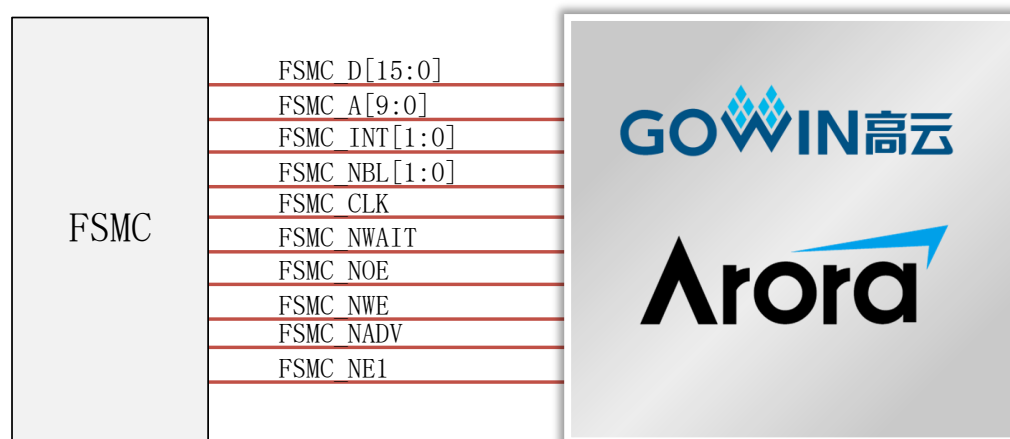 FSMC
FSMC_D[15:0]
FSMC_A[9:0]
FSMC_INT[1:0]
FSMC_NBL[1:0]
FSMC_CLK
FSMC_NWAIT
FSMC_NOE
FSMC_NWE
FSMC_NADV
FSMC_NE1
GOWIN高云
Arora